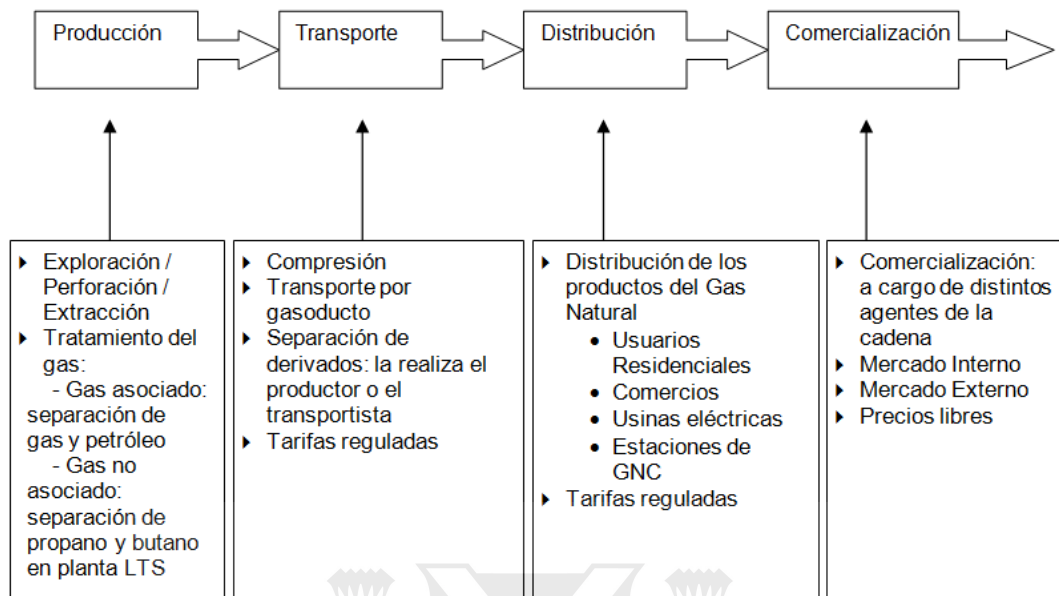 Producción
Transporte
Distribución
Comercialización
Exploración /
Perforación /
Extracción
Tratamiento del
gas:
- Gas asociado:
separación de
gas y petróleo
- Gas no
asociado:
separación de
propano y butano
en planta LTS
Compresión
Transporte por
gasoducto
Separación de
derivados: la realiza el
productor o el
transportista
Tarifas reguladas
Distribución de los
productos del Gas
Natural
Usuarios
Residenciales
Comercios
Usinas eléctricas
Estaciones de
GNC
Tarifas reguladas
Comercialización:
a cargo de distintos
agentes de la
cadena
Mercado Interno
Mercado Externo
Precios libres